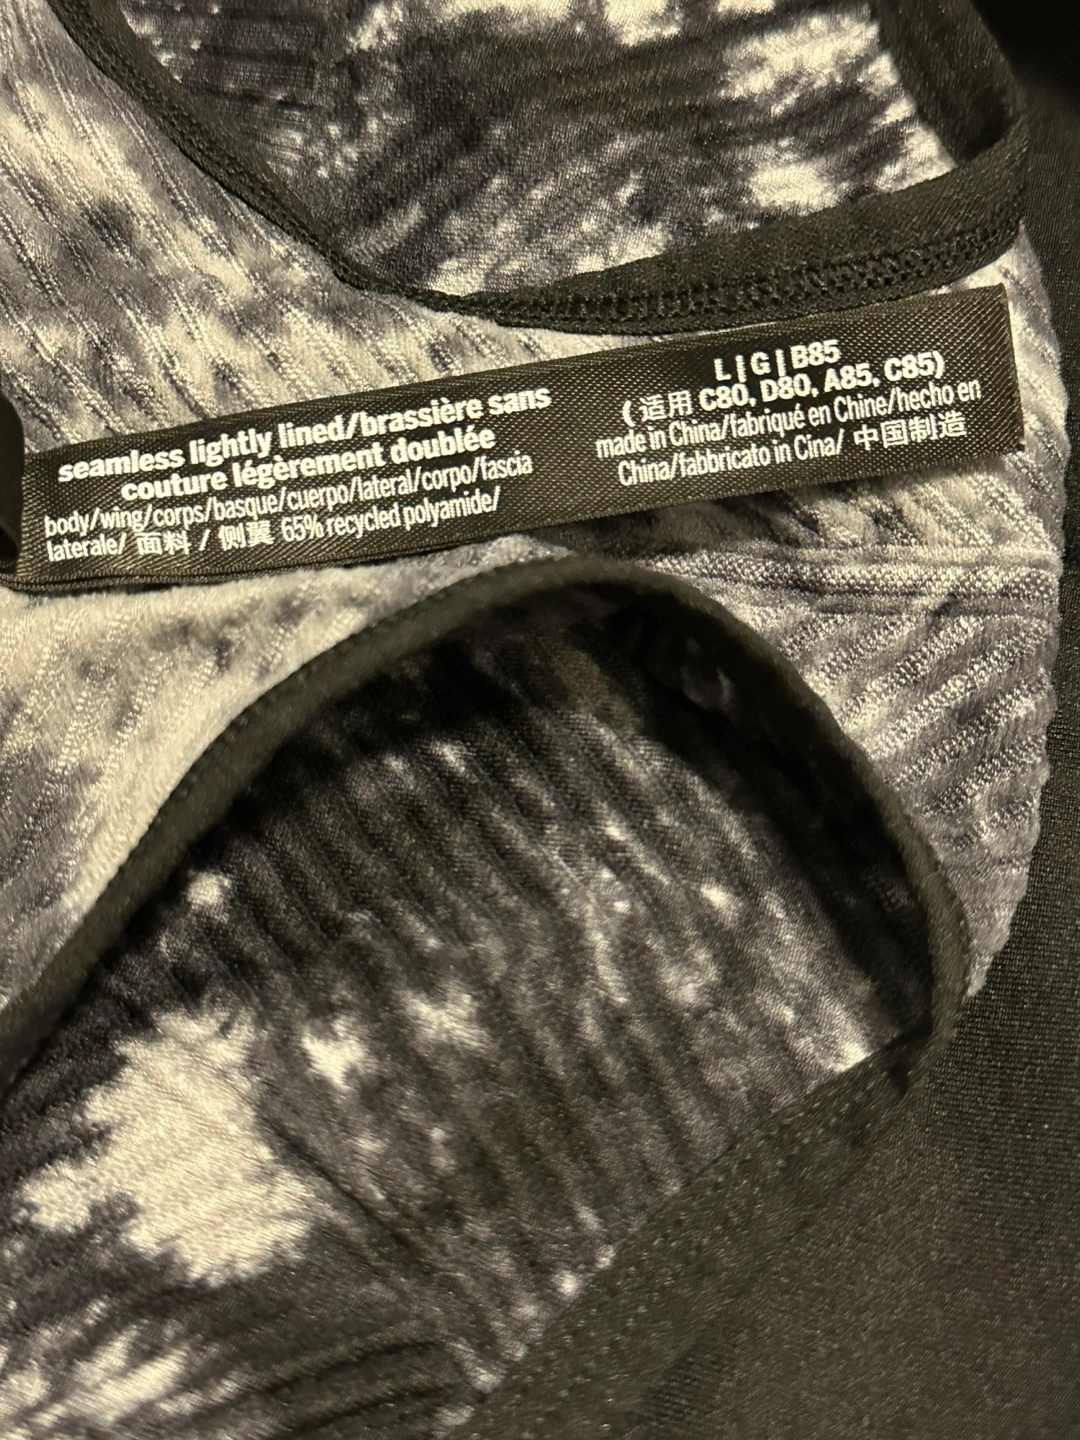 seamless lightly lined/brassière sans
couture légèrement doublée
body/wing/corps/basque/cuerpo/lateral/corpo/fascia
laterale/ 面料 / 侧翼 65% recycled polyamide/
L|G|B85
(适用 C80, D80, A85, C85)
made in China/fabriqué en Chine/hecho en
China/fabbricato in Cina/ 中国制造